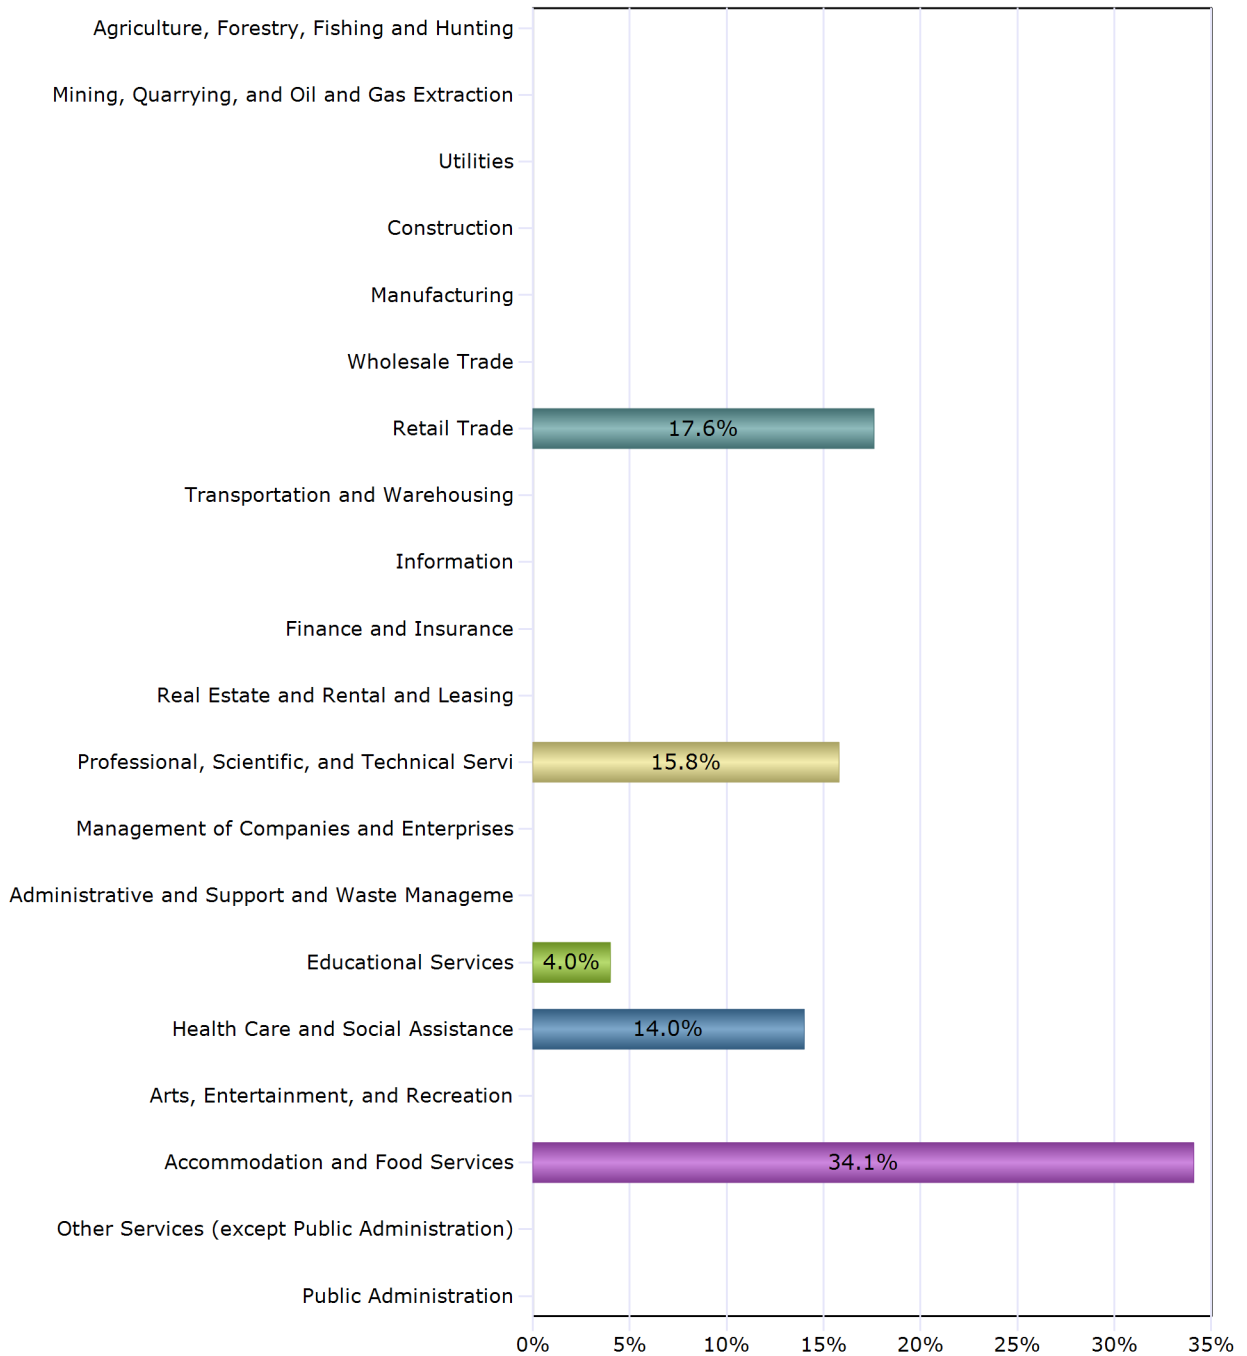 Agriculture, Forestry, Fishing and Hunting
Mining, Quarrying, and Oil and Gas Extraction
Utilities
Construction
Manufacturing
Wholesale Trade
Retail Trade
17.6%
Transportation and Warehousing
Information
Finance and Insurance
Real Estate and Rental and Leasing
Professional, Scientific, and Technical Servi
15.8%
Management of Companies and Enterprises
Administrative and Support and Waste Manageme
Educational Services
4.0%
Health Care and Social Assistance
14.0%
Arts, Entertainment, and Recreation
Accommodation and Food Services
34.1%
Other Services (except Public Administration)
Public Administration
0% 5% 10% 15% 20% 25% 30% 35%